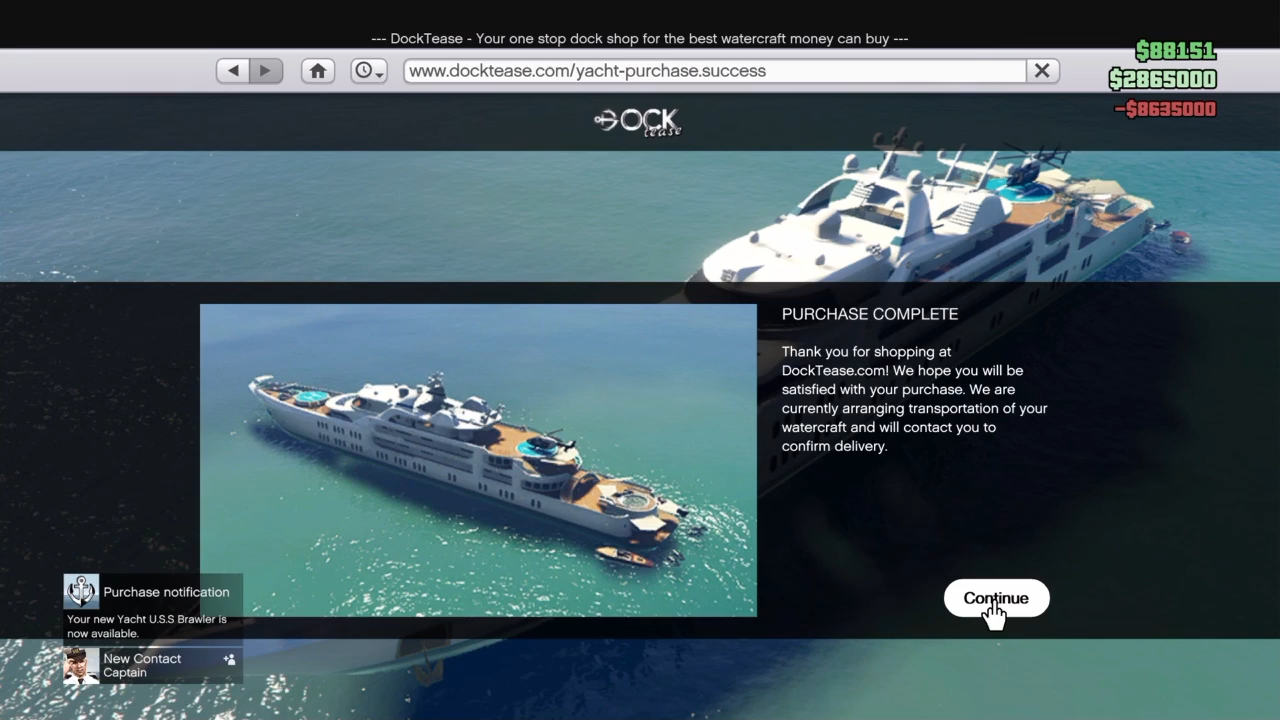 --- DockTease - Your one stop dock shop for the best watercraft money can buy ---
www.docktease.com/yacht-purchase.success
$88151
$2865000
-$8635000
DOCK
tease
PURCHASE COMPLETE
Thank you for shopping at
DockTease.com! We hope you will be
satisfied with your purchase. We are
currently arranging transportation of your
watercraft and will contact you to
confirm delivery.
Continue
Purchase notification
Your new Yacht U.S.S Brawler is
now available.
New Contact
Captain